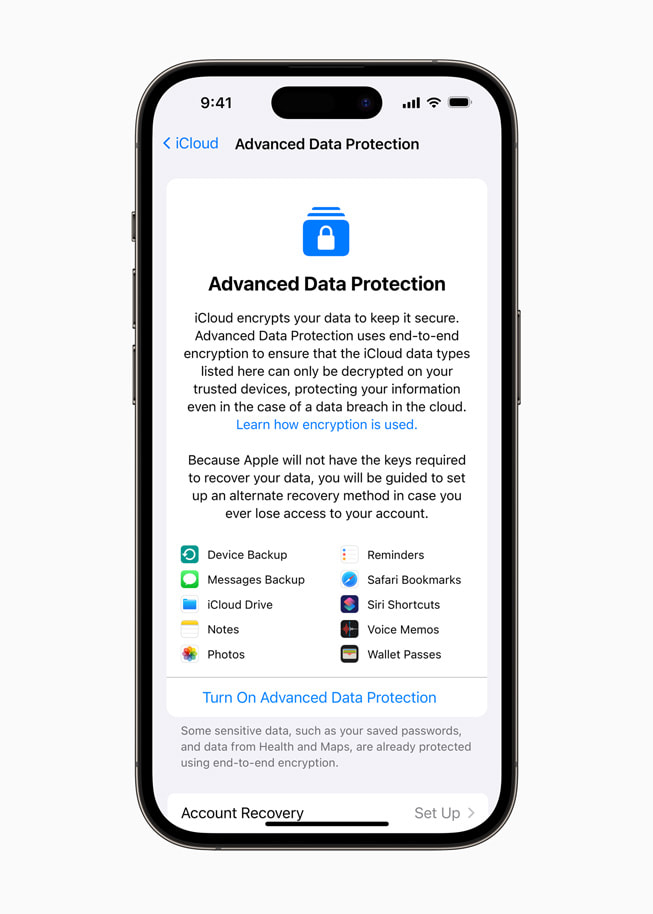 9:41
iCloud
Advanced Data Protection
Advanced Data Protection
iCloud encrypts your data to keep it secure.
Advanced Data Protection uses end-to-end
encryption to ensure that the iCloud data types
listed here can only be decrypted on your
trusted devices, protecting your information
even in the case of a data breach in the cloud.
Learn how encryption is used.
Because Apple will not have the keys required
to recover your data, you will be guided to set
up an alternate recovery method in case you
ever lose access to your account.
Device Backup
Messages Backup
iCloud Drive
Notes
Photos
Reminders
Safari Bookmarks
Siri Shortcuts
Voice Memos
Wallet Passes
Turn On Advanced Data Protection
Some sensitive data, such as your saved passwords,
and data from Health and Maps, are already protected
using end-to-end encryption.
Account Recovery
Set Up